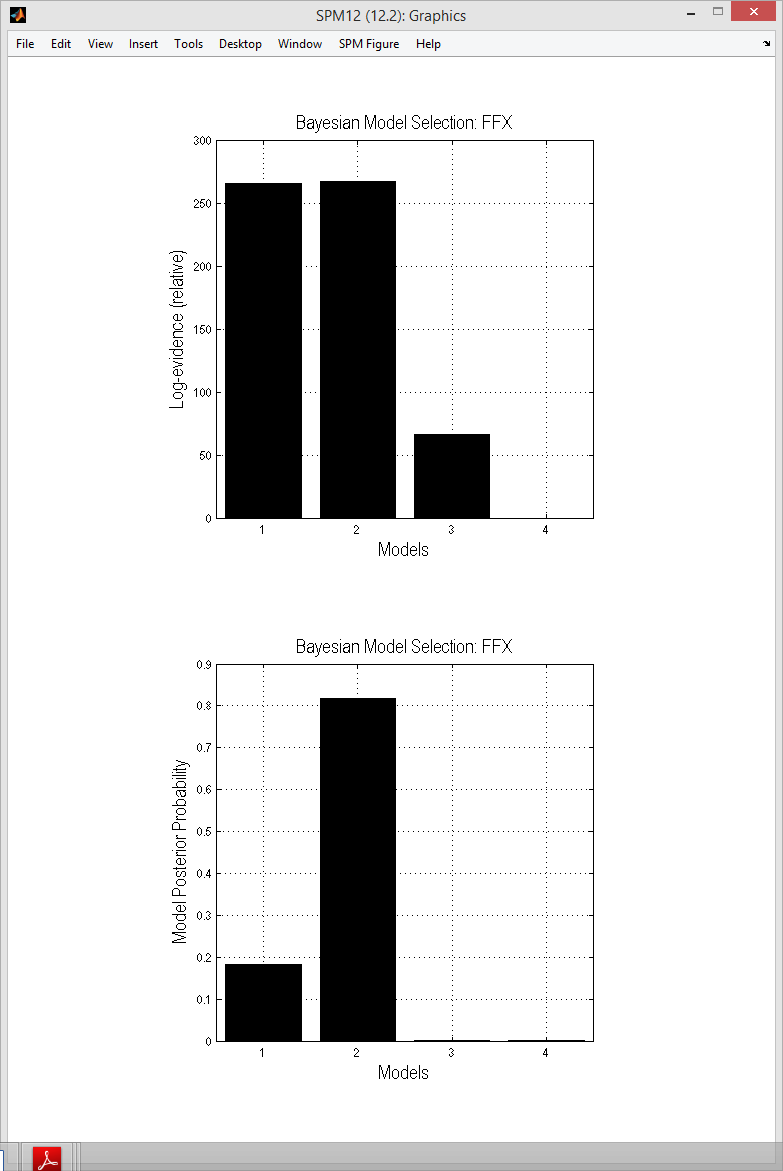 SPM12 (12.2): Graphics
File Edit View Insert Tools Desktop Window SPM Figure Help
Bayesian Model Selection: FFX
300
250
200
150
100
50
0
Log-evidence (relative)
1 2 3 4
Models
Bayesian Model Selection: FFX
0.9
0.8
0.7
0.6
0.5
0.4
0.3
0.2
0.1
0
Model Posterior Probability
1 2 3 4
Models